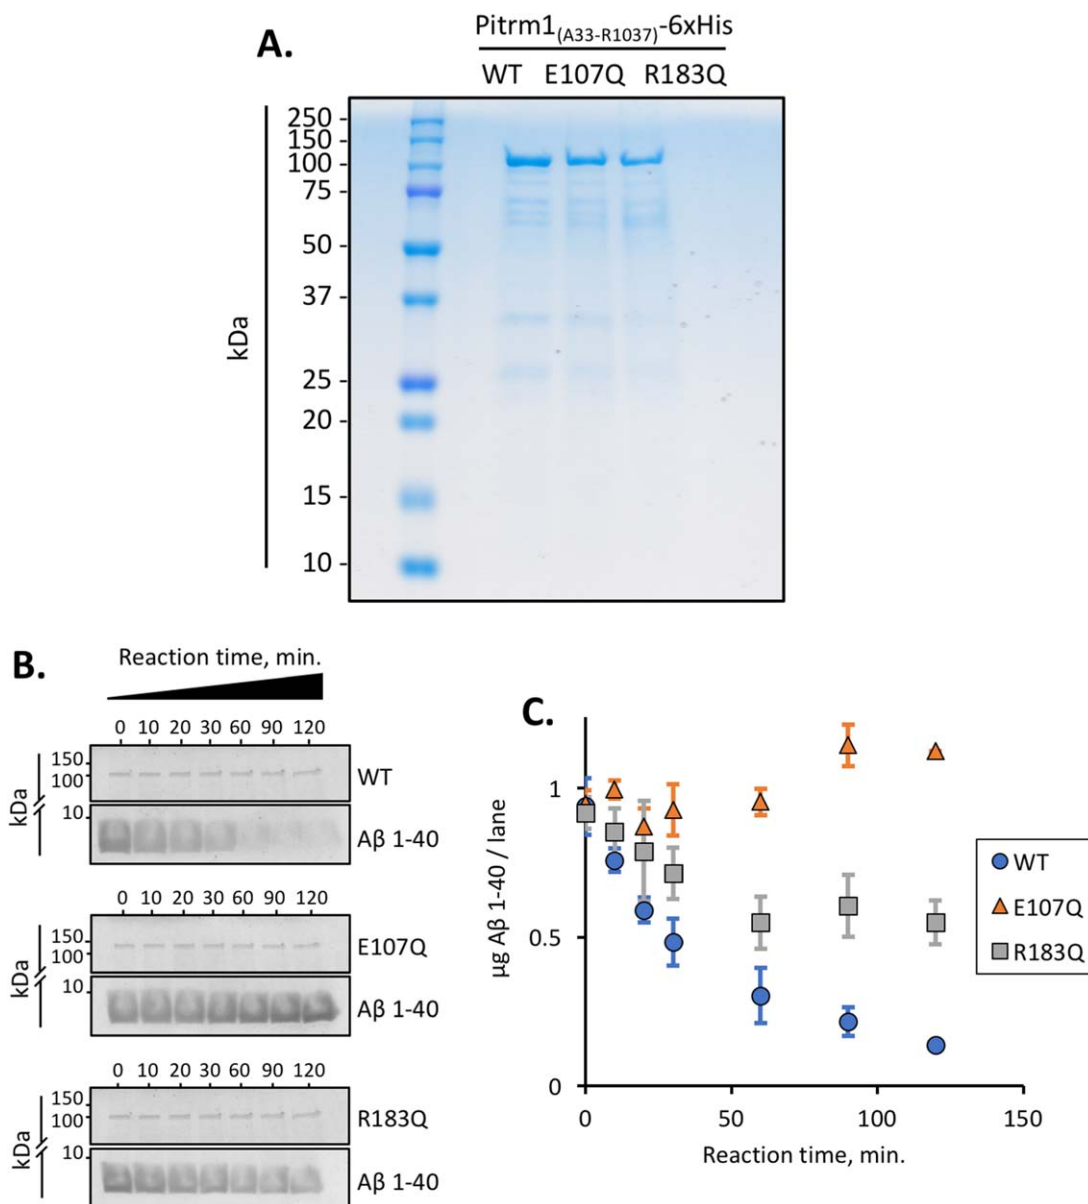 A.
Pitrm1(A33-R1037)-6xHis
WT E107Q R183Q
kDa
250 -
150 -
100 -
75 -
50 -
37 -
25 -
20 -
15 -
10 -
B.
Reaction time, min.
0 10 20 30 60 90 120
kDa
150
100
WT
10
Aβ 1-40
0 10 20 30 60 90 120
kDa
150
100
E107Q
10
Aβ 1-40
0 10 20 30 60 90 120
kDa
150
100
R183Q
10
Aβ 1-40
C.
µg Aβ 1-40 / lane
1
0.5
0
0 50 100 150
Reaction time, min.
WT
E107Q
R183Q